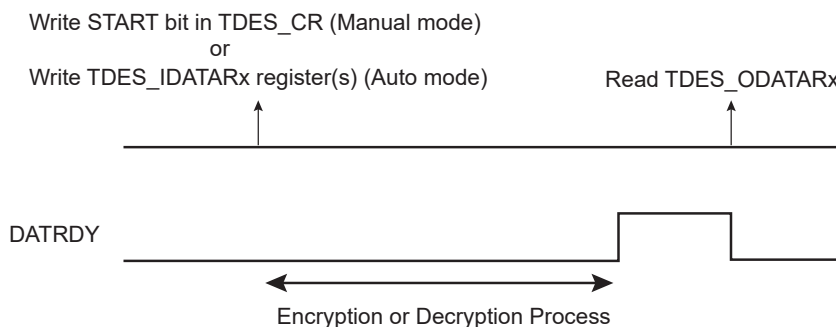 Write START bit in TDES_CR (Manual mode)
or
Write TDES_IDATARx register(s) (Auto mode)
Read TDES_ODATARx
DATRDY
Encryption or Decryption Process